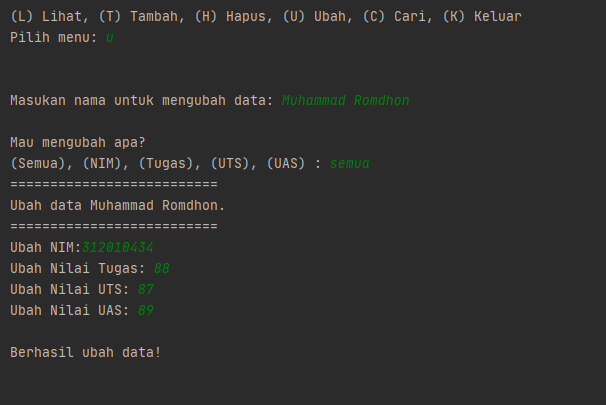 (L) Lihat, (T) Tambah, (H) Hapus, (U) Ubah, (C) Cari, (K) Keluar
Pilih menu: u
Masukan nama untuk mengubah data: Muhammad Romdhon
Mau mengubah apa?
(Semua), (NIM), (Tugas), (UTS), (UAS) : semua
==========================
Ubah data Muhammad Romdhon.
==========================
Ubah NIM:312010434
Ubah Nilai Tugas: 88
Ubah Nilai UTS: 87
Ubah Nilai UAS: 89
Berhasil ubah data!